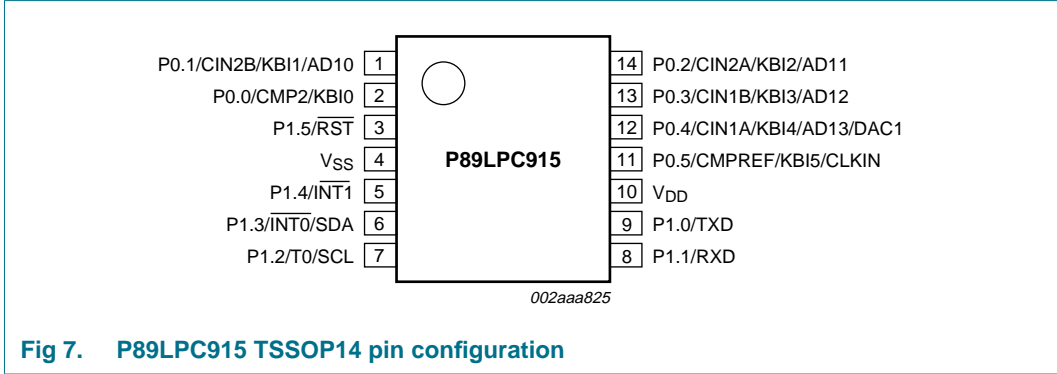 P0.1/CIN2B/KBI1/AD10 1
P0.0/CMP2/KBI0 2
P1.5/R̅S̅T̅ 3
VSS 4
P1.4/I̅N̅T̅1̅ 5
P1.3/I̅N̅T̅0̅/SDA 6
P1.2/T0/SCL 7
P89LPC915
14 P0.2/CIN2A/KBI2/AD11
13 P0.3/CIN1B/KBI3/AD12
12 P0.4/CIN1A/KBI4/AD13/DAC1
11 P0.5/CMPREF/KBI5/CLKIN
10 VDD
9 P1.0/TXD
8 P1.1/RXD
002aaa825
Fig 7. P89LPC915 TSSOP14 pin configuration